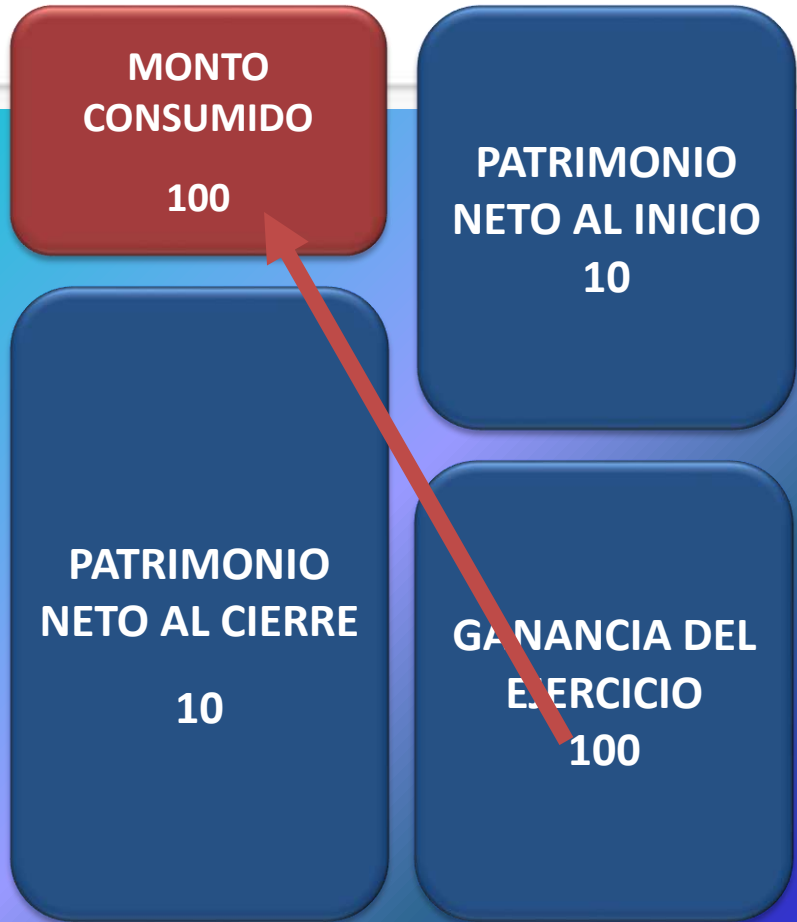 MONTO
CONSUMIDO
100
PATRIMONIO
NETO AL INICIO
10
PATRIMONIO
NETO AL CIERRE
10
GANANCIA DEL
EJERCICIO
100